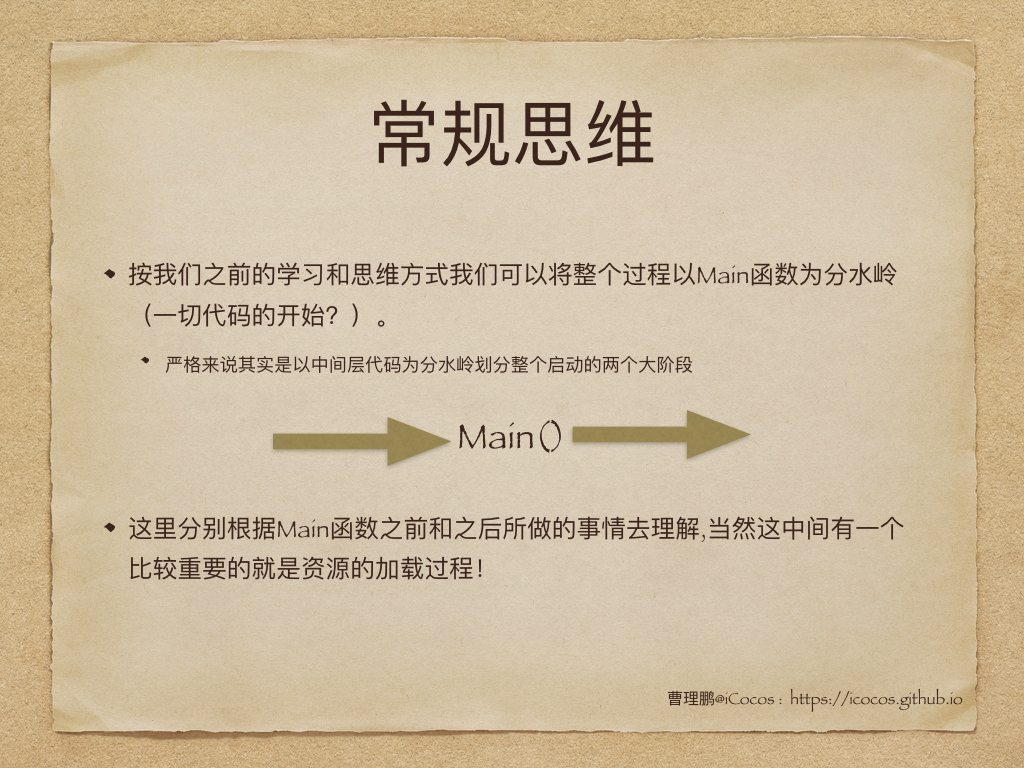 常规思维
按我们之前的学习和思维方式我们可以将整个过程以Main函数为分水岭
（一切代码的开始？）。
严格来说其实是以中间层代码为分水岭划分整个启动的两个大阶段
Main()
这里分别根据Main函数之前和之后所做的事情去理解,当然这中间有一个
比较重要的就是资源的加载过程！
曹理鹏@iCocos : https://icocos.github.io